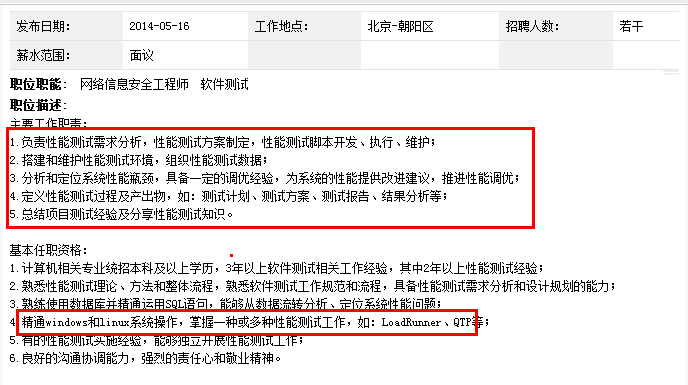 发布日期： 2014-05-16 工作地点： 北京-朝阳区 招聘人数： 若干
薪水范围： 面议
职位职能： 网络信息安全工程师 软件测试
职位描述：
主要工作职责：
1.负责性能测试需求分析，性能测试方案制定，性能测试脚本开发、执行、维护；
2.搭建和维护性能测试环境，组织性能测试数据；
3.分析和定位系统性能瓶颈，具备一定的调优经验，为系统的性能提供改进建议，推进性能调优；
4.定义性能测试过程及产出物，如：测试计划、测试方案、测试报告、结果分析等；
5.总结项目测试经验及分享性能测试知识。
基本任职资格：
1.计算机相关专业统招本科及以上学历，3年以上软件测试相关工作经验，其中2年以上性能测试经验；
2.熟悉性能测试理论、方法和整体流程，熟悉软件测试工作规范和流程，具备性能测试需求分析和设计规划的能力；
3.熟练使用数据库并精通运用SQL语句，能够从数据流转分析、定位系统性能问题；
4.精通windows和linux系统操作，掌握一种或多种性能测试工作，如：LoadRunner、QTP等；
5.有的性能测试实施经验，能够独立开展性能测试工作；
6.良好的沟通协调能力，强烈的责任心和敬业精神。